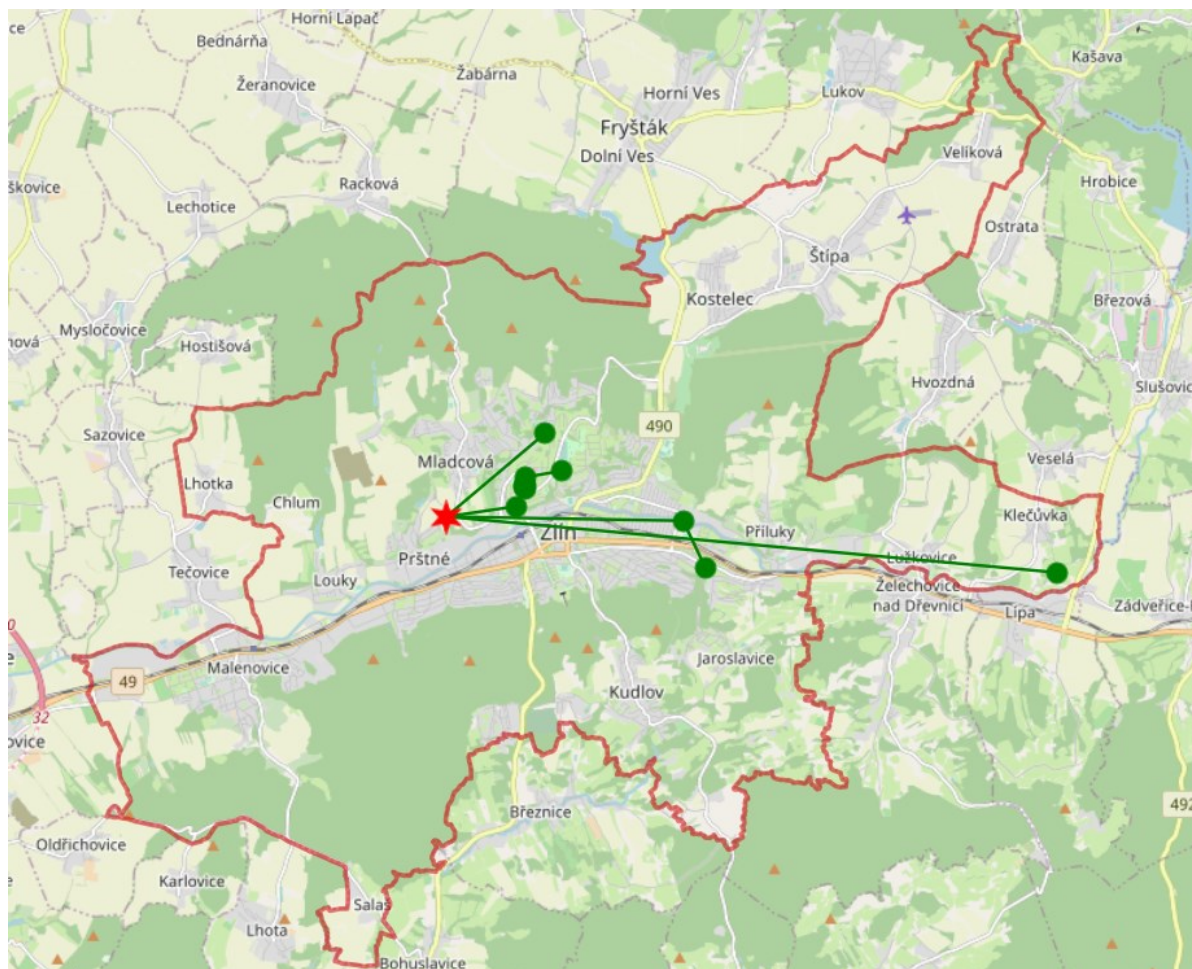 Horní Lapač
Bednárňa
Kašava
Žabárna
Žeranovice
Horní Ves
Lukov
Fryšták
Dolní Ves
Velíková
Racková
Hrobice
škovice
Lechotice
Ostrata
Štípa
Kostelec
Březová
Mysločovice
nová
Hostišová
Hvozdná
Slušovic
490
Sazovice
Mladcová
Veselá
Lhotka
Chlum
Klečůvka
Zlín
Příluky
Prštné
Lužkovice
Tečovice
Louky
Želechovice
nad Dřevnicí
Lípa
Zádveřice-
Malenovice
Jaroslavice
49
Kudlov
32
ovice
Březnice
492
Oldřichovice
Karlovice
Salaš
Lhota
Bohuslavice